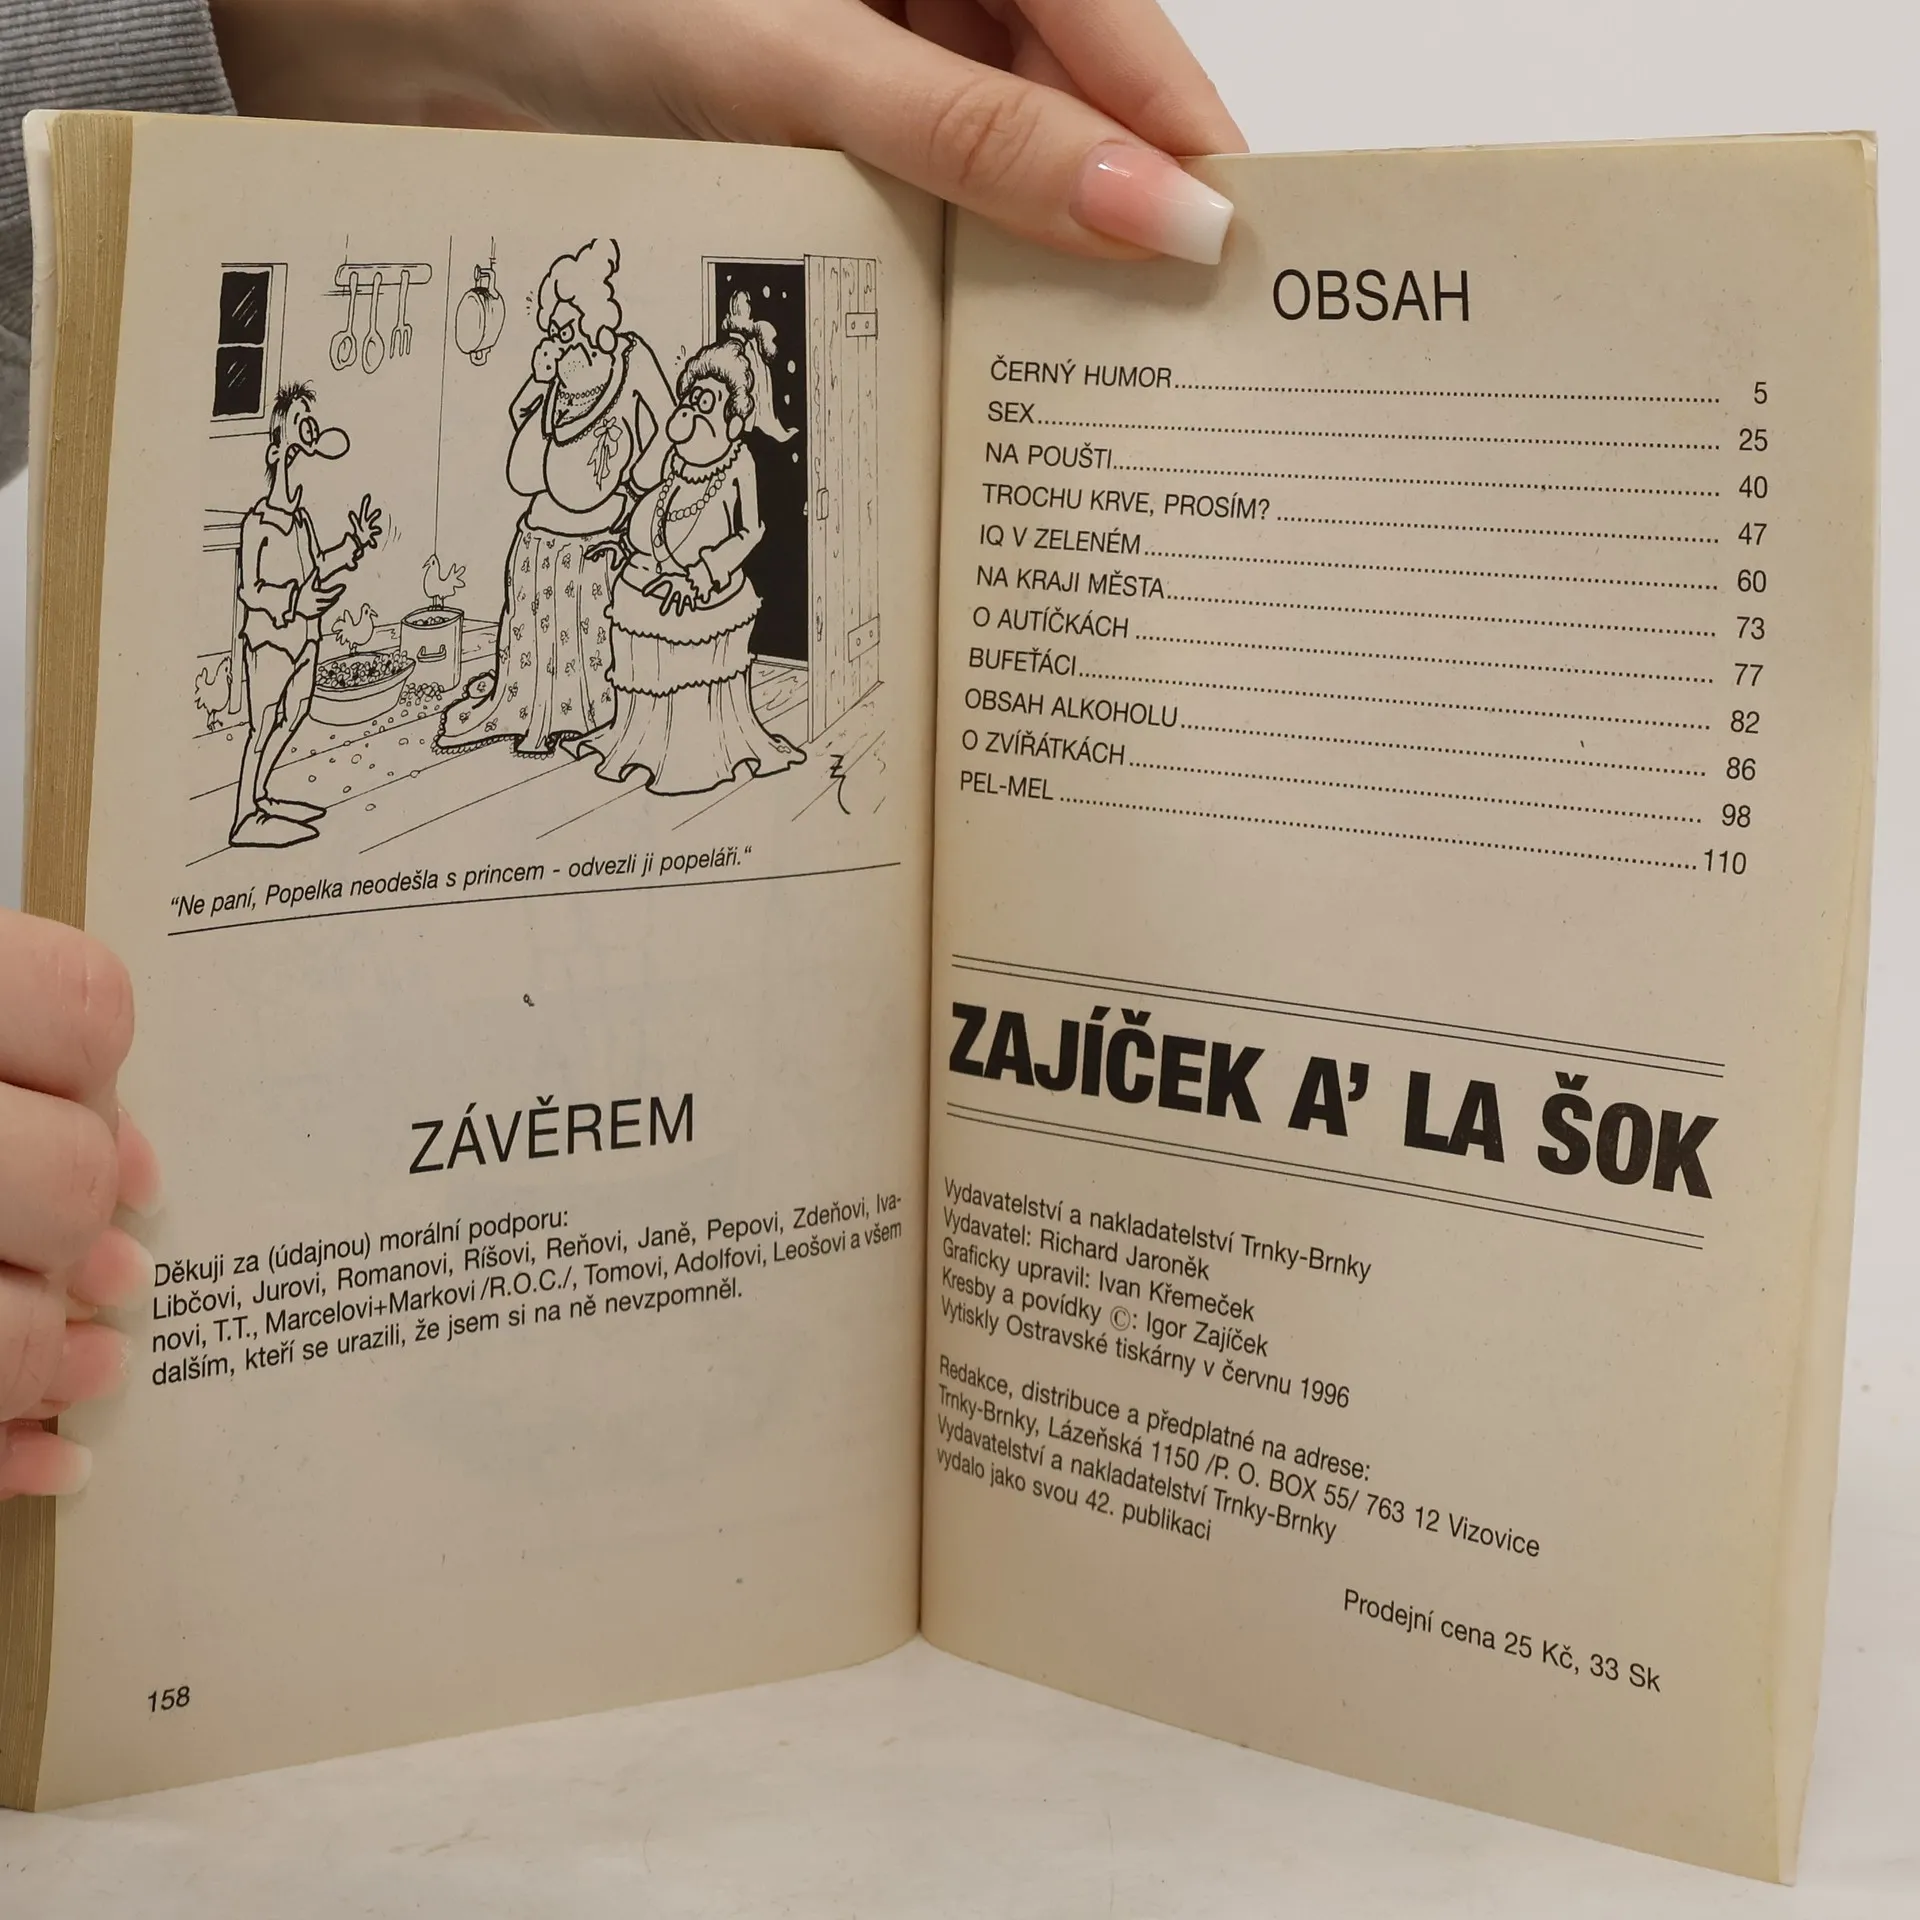 “Ne paní, Popelka neodešla s princem - odvezli ji popeláři.“
ZÁVĚREM
Děkuji za (údajnou) morální podporu:
Libčovi, Jurovi, Romanovi, Ríšovi, Reňovi, Janě, Pepovi, Zdeňovi, Iva-
novi, T.T., Marcelovi+Markovi /R.O.C./, Tomovi, Adolfovi, Leošovi a všem
dalším, kteří se urazili, že jsem si na ně nevzpomněl.
158
OBSAH
ČERNÝ HUMOR........ 5
SEX........ 25
NA POUŠTI........ 40
TROCHU KRVE, PROSÍM? ........ 47
IQ V ZELENÉM........ 60
NA KRAJI MĚSTA........ 73
O AUTÍČKÁCH ........ 77
BUFEŤÁCI........ 82
OBSAH ALKOHOLU........ 86
O ZVÍŘÁTKÁCH........ 98
PEL-MEL ........110
ZAJÍČEK A’ LA ŠOK
Vydavatelství a nakladatelství Trnky-Brnky
Vydavatel: Richard Jaroněk
Graficky upravil: Ivan Křemeček
Kresby a povídky ©: Igor Zajíček
Vytiskly Ostravské tiskárny v červnu 1996
Redakce, distribuce a předplatné na adrese:
Trnky-Brnky, Lázeňská 1150 /P. O. BOX 55/ 763 12 Vizovice
Vydavatelství a nakladatelství Trnky-Brnky
vydalo jako svou 42. publikaci
Prodejní cena 25 Kč, 33 Sk